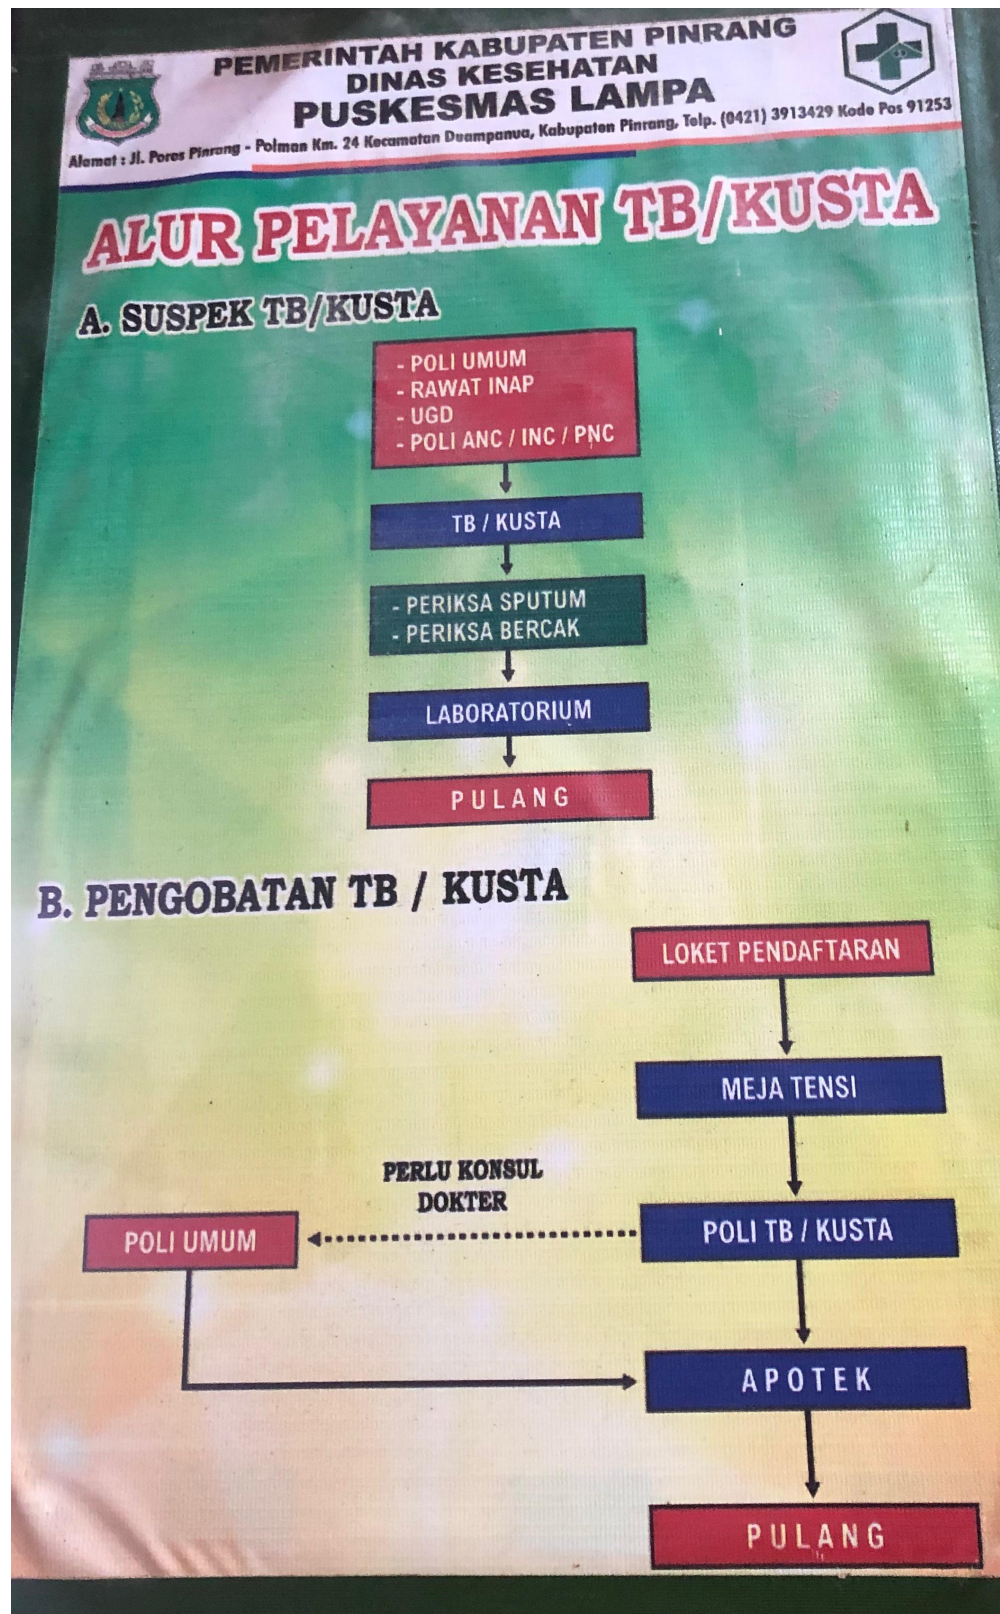 PEMERINTAH KABUPATEN PINRANG
DINAS KESEHATAN
PUSKESMAS LAMPA
Alamat : Jl. Poros Pinrang - Polman Km. 24 Kecamatan Duampanua, Kabupaten Pinrang, Telp. (0421) 3913429 Kode Pos 91253
ALUR PELAYANAN TB/KUSTA
A. SUSPEK TB/KUSTA
- POLI UMUM
- RAWAT INAP
- UGD
- POLI ANC / INC / PNC
TB / KUSTA
- PERIKSA SPUTUM
- PERIKSA BERCAK
LABORATORIUM
PULANG
B. PENGOBATAN TB / KUSTA
LOKET PENDAFTARAN
MEJA TENSI
PERLU KONSUL
DOKTER
POLI UMUM
POLI TB / KUSTA
APOTEK
PULANG